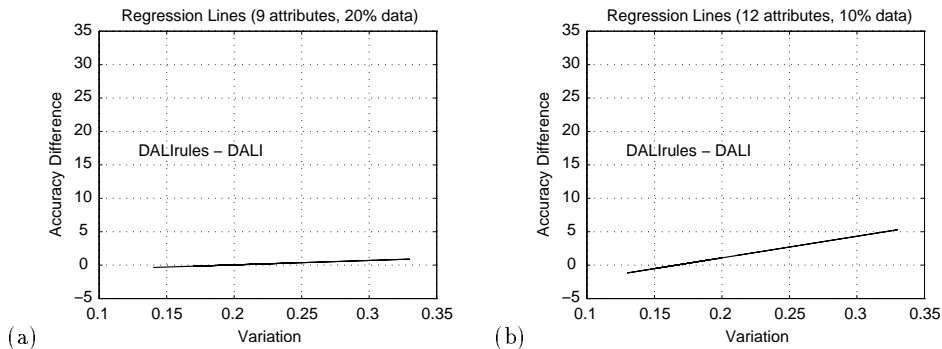 Regression Lines (9 attributes, 20% data)
35
30
25
20
15
10
5
0
−5
Accuracy Difference
DALIrules − DALI
0.1 0.15 0.2 0.25 0.3 0.35
Variation
(a)
Regression Lines (12 attributes, 10% data)
35
30
25
20
15
10
5
0
−5
Accuracy Difference
DALIrules − DALI
0.1 0.15 0.2 0.25 0.3 0.35
Variation
(b)